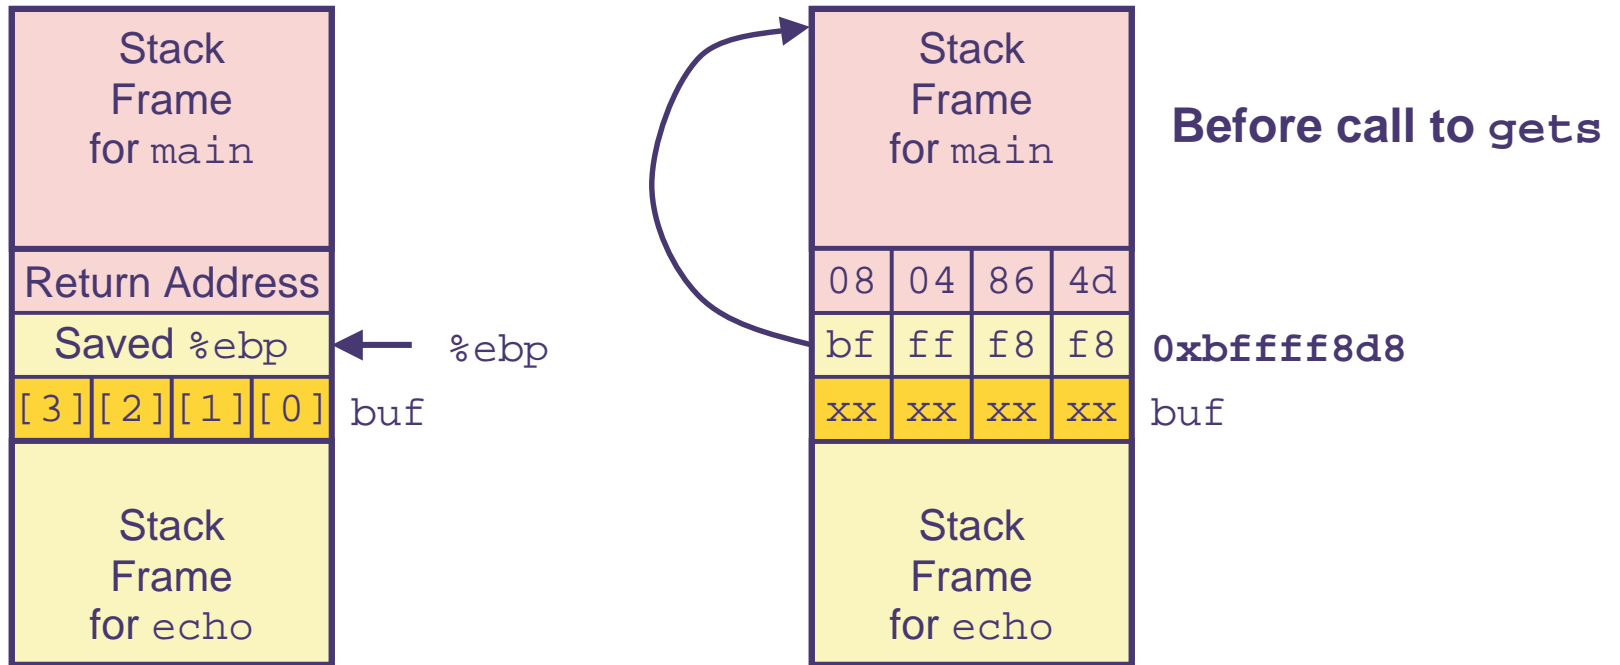 Stack
Frame
for main
Return Address
Saved %ebp
%ebp
[3] [2] [1] [0]
buf
Stack
Frame
for echo
Stack
Frame
for main
Before call to gets
08 04 86 4d
bf ff f8 f8
0xbffff8d8
xx xx xx xx
buf
Stack
Frame
for echo